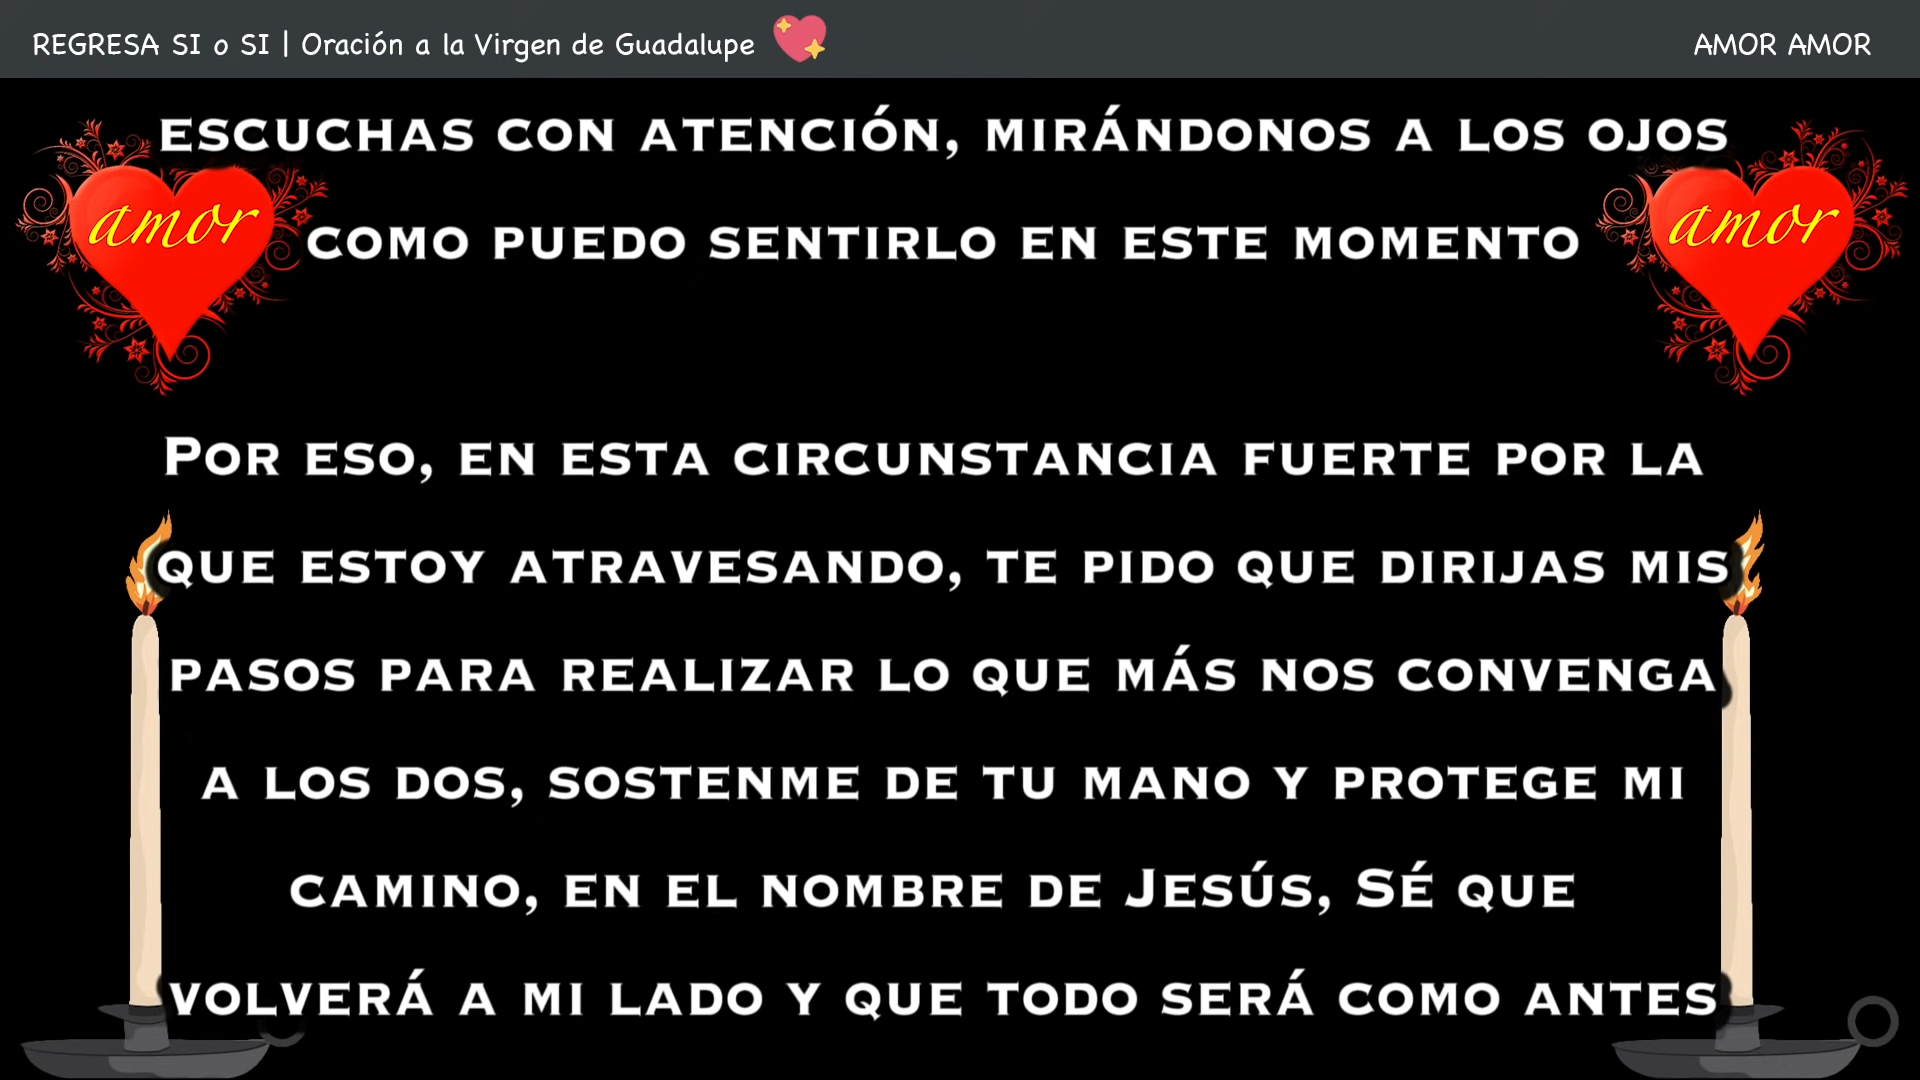 REGRESA SI o SI | Oración a la Virgen de Guadalupe
AMOR AMOR
ESCUCHAS CON ATENCIÓN, MIRÁNDONOS A LOS OJOS
amor
amor
COMO PUEDO SENTIRLO EN ESTE MOMENTO
POR ESO, EN ESTA CIRCUNSTANCIA FUERTE POR LA
QUE ESTOY ATRAVESANDO, TE PIDO QUE DIRIJAS MIS
PASOS PARA REALIZAR LO QUE MÁS NOS CONVENGA
A LOS DOS, SOSTENME DE TU MANO Y PROTEGE MI
CAMINO, EN EL NOMBRE DE JESÚS, SÉ QUE
VOLVERÁ A MI LADO Y QUE TODO SERÁ COMO ANTES